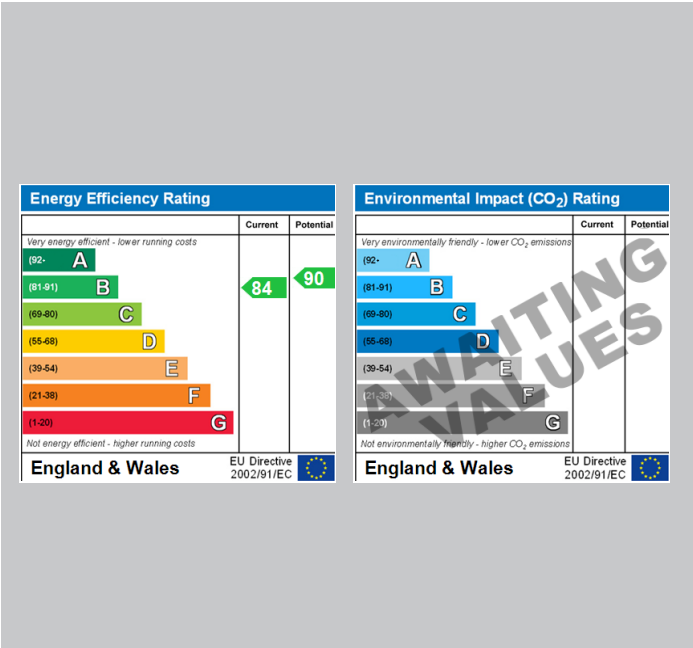 Energy Efficiency Rating
Current Potential
Very energy efficient - lower running costs
(92- A
(81-91) B
84
90
(69-80) C
(55-68) D
(39-54) E
(21-38) F
(1-20) G
Not energy efficient - higher running costs
England & Wales
EU Directive
2002/91/EC
Environmental Impact (CO2) Rating
Current Potential
Very environmentally friendly - lower CO2 emissions
(92- A
(81-91) B
(69-80) C
(55-68) D
(39-54) E
(21-38) F
(1-20) G
AWAITING
VALUES
Not environmentally friendly - higher CO2 emissions
England & Wales
EU Directive
2002/91/EC